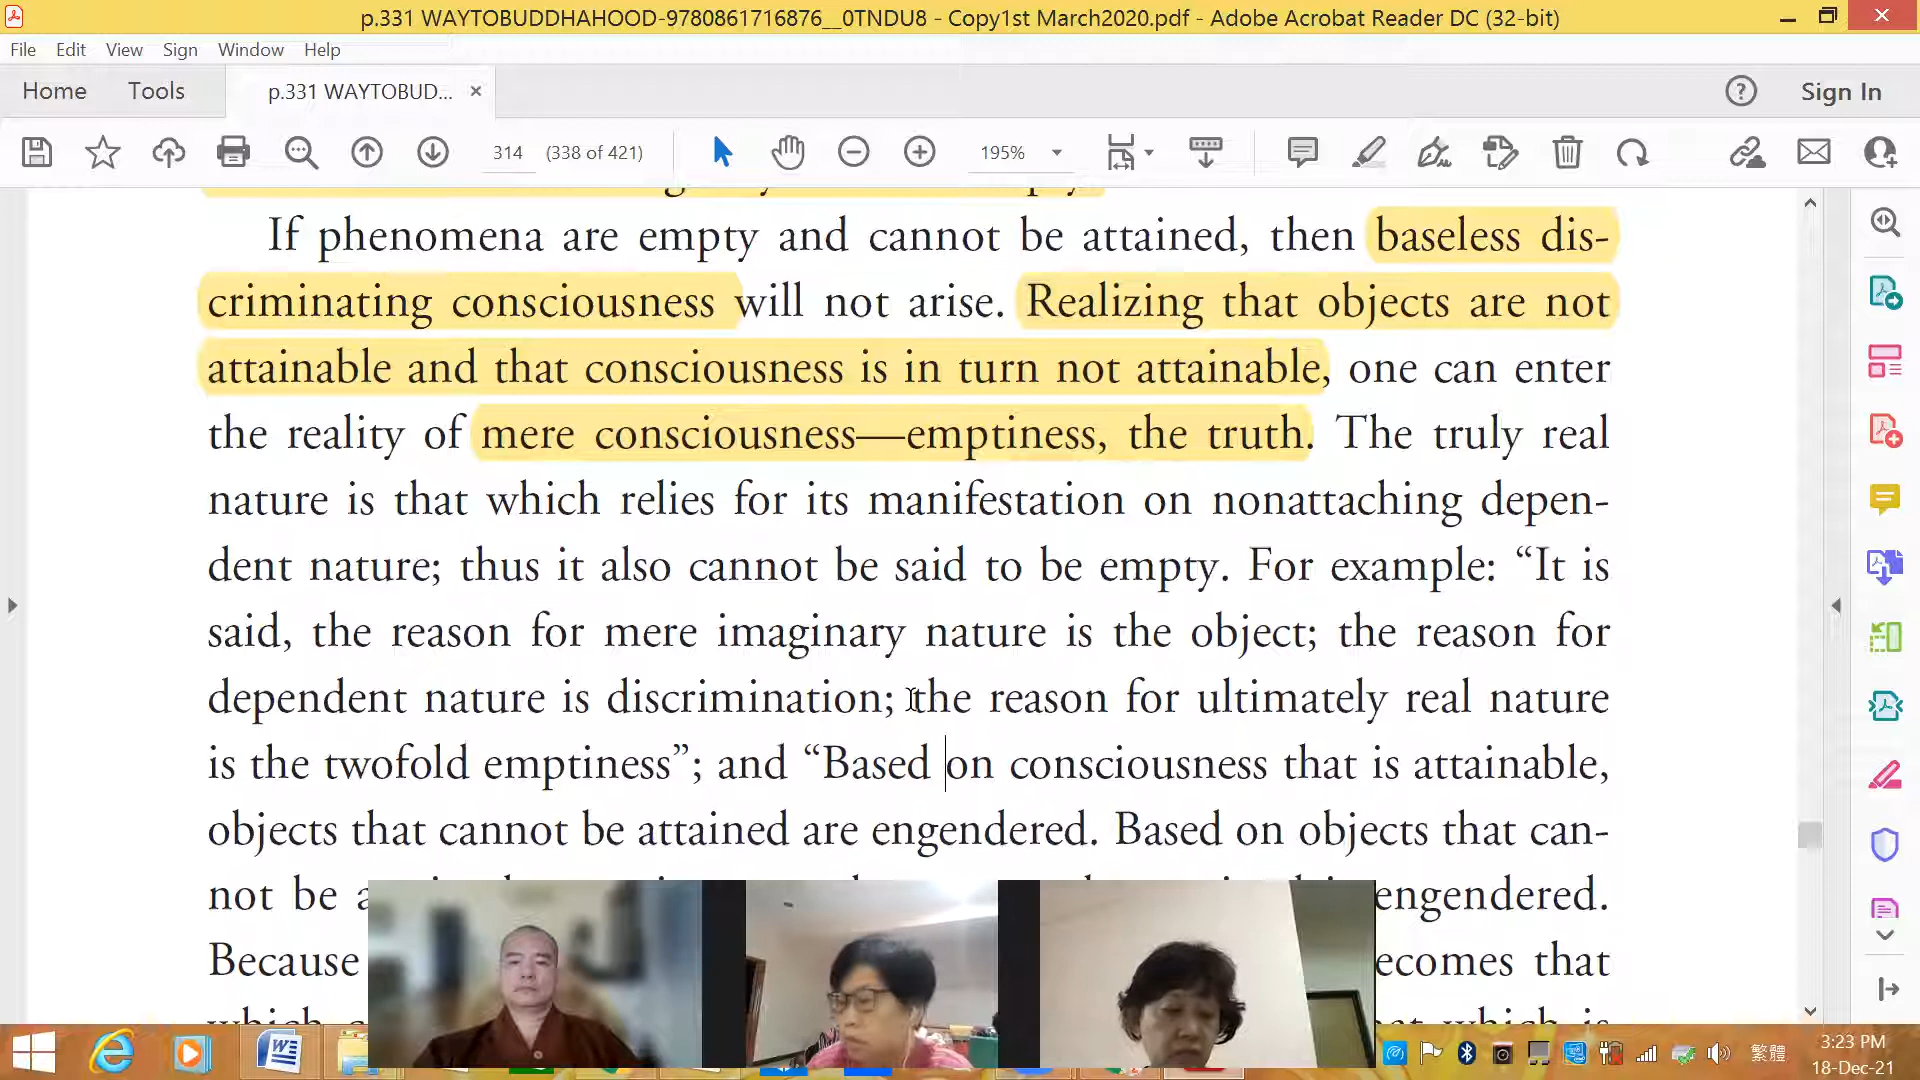 p.331 WAYTOBUDDHAHOOD-9780861716876__0TNDU8 - Copy1st March2020.pdf - Adobe Acrobat Reader DC (32-bit)
File Edit View Sign Window Help
Home Tools p.331 WAYTOBUD... × Sign In
314 (338 of 421) 195%
If phenomena are empty and cannot be attained, then baseless dis-
criminating consciousness will not arise. Realizing that objects are not
attainable and that consciousness is in turn not attainable, one can enter
the reality of mere consciousness—emptiness, the truth. The truly real
nature is that which relies for its manifestation on nonattaching depen-
dent nature; thus it also cannot be said to be empty. For example: “It is
said, the reason for mere imaginary nature is the object; the reason for
dependent nature is discrimination; the reason for ultimately real nature
is the twofold emptiness”; and “Based on consciousness that is attainable,
objects that cannot be attained are engendered. Based on objects that can-
not be engendered.
Because ecomes that
which which is
3:23 PM
繁體
18-Dec-21